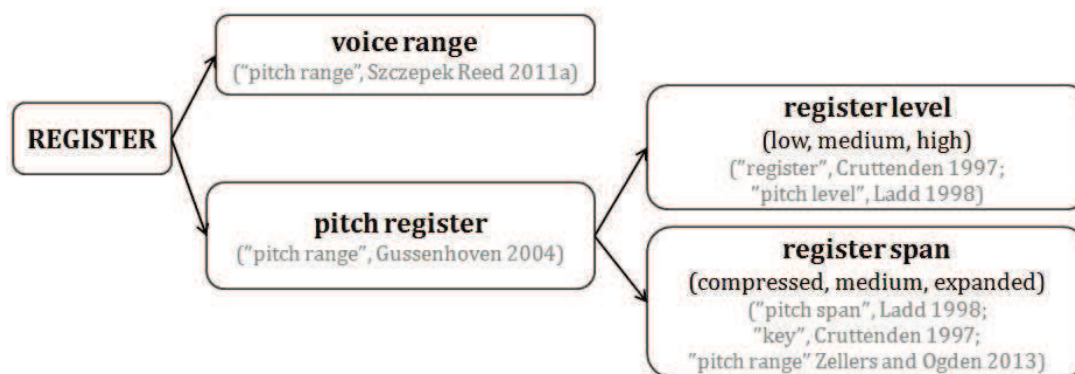 voice range
("pitch range", Szczepek Reed 2011a)
REGISTER
pitch register
("pitch range", Gussenhoven 2004)
register level
(low, medium, high)
("register", Cruttenden 1997;
"pitch level", Ladd 1998)
register span
(compressed, medium, expanded)
("pitch span", Ladd 1998;
"key", Cruttenden 1997;
"pitch range" Zellers and Ogden 2013)